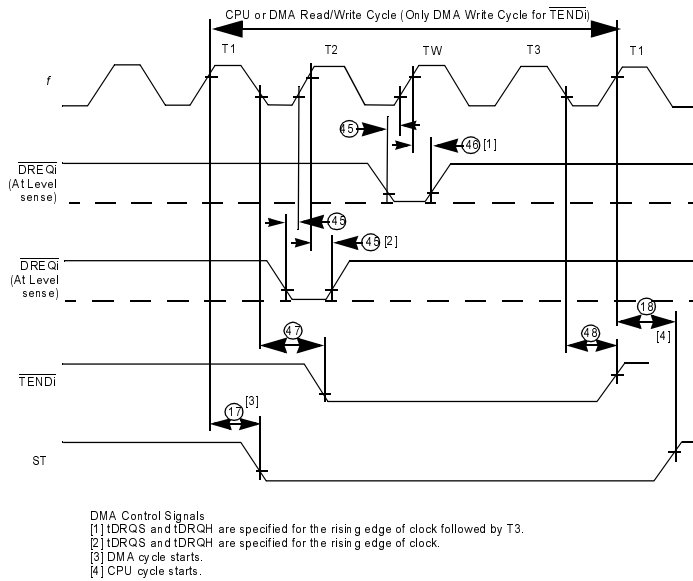 CPU or DMA Read/Write Cycle (Only DMA Write Cycle for TENDi)
T1 T2 TW T3 T1
f
45 46 [1]
DREQi
(At Level
sense)
45
45 [2]
DREQi
(At Level
sense)
18
[4]
47 48
TENDi
17 [3]
ST
DMA Control Signals
[1] tDRQS and tDRQH are specified for the rising edge of clock followed by T3.
[2] tDRQS and tDRQH are specified for the rising edge of clock.
[3] DMA cycle starts.
[4] CPU cycle starts.